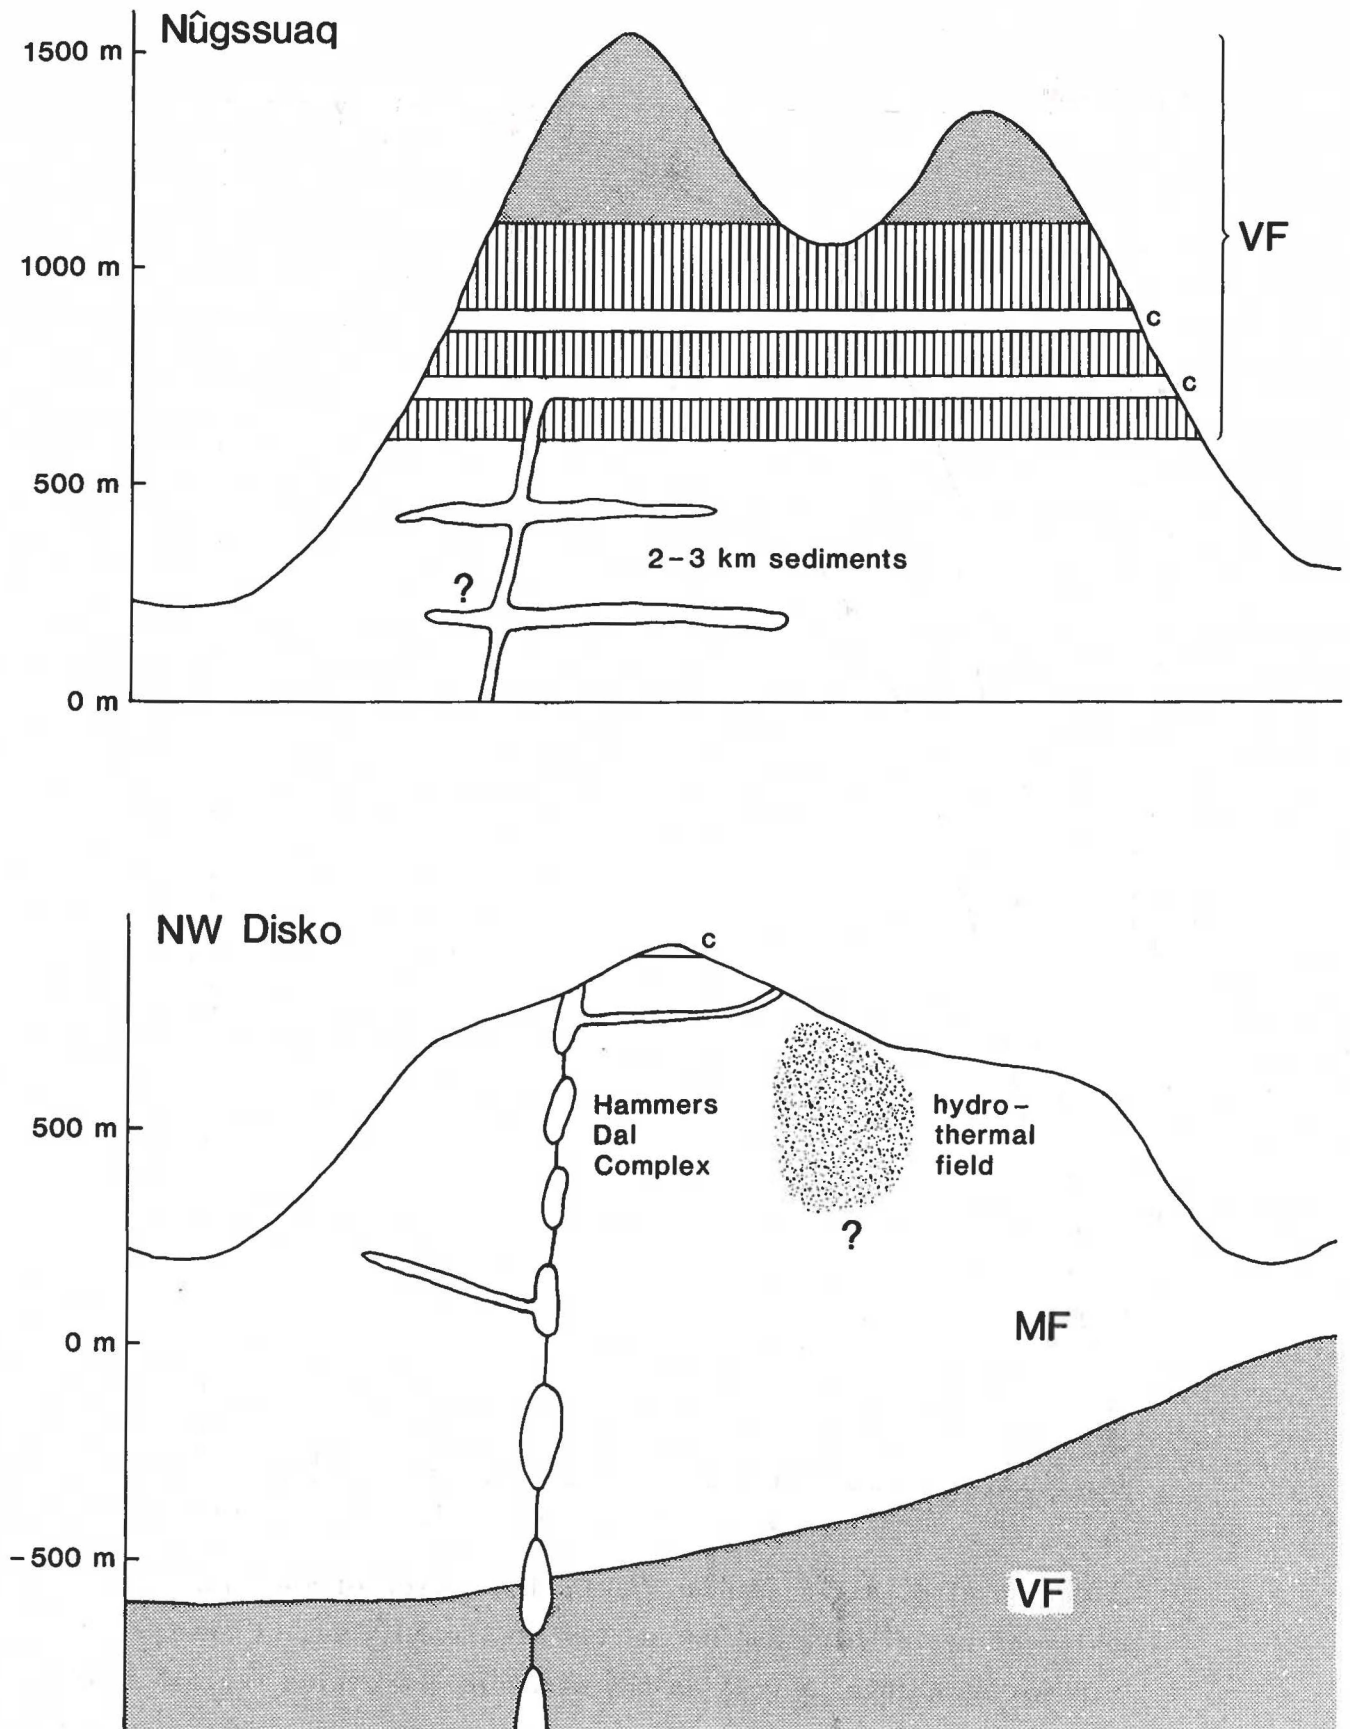 Nûgssuaq
1500 m
VF
1000 m
c
c
500 m
2-3 km sediments
?
0 m
NW Disko
c
500 m
Hammers
Dal
Complex
hydro-
thermal
field
?
MF
0 m
-500 m
VF